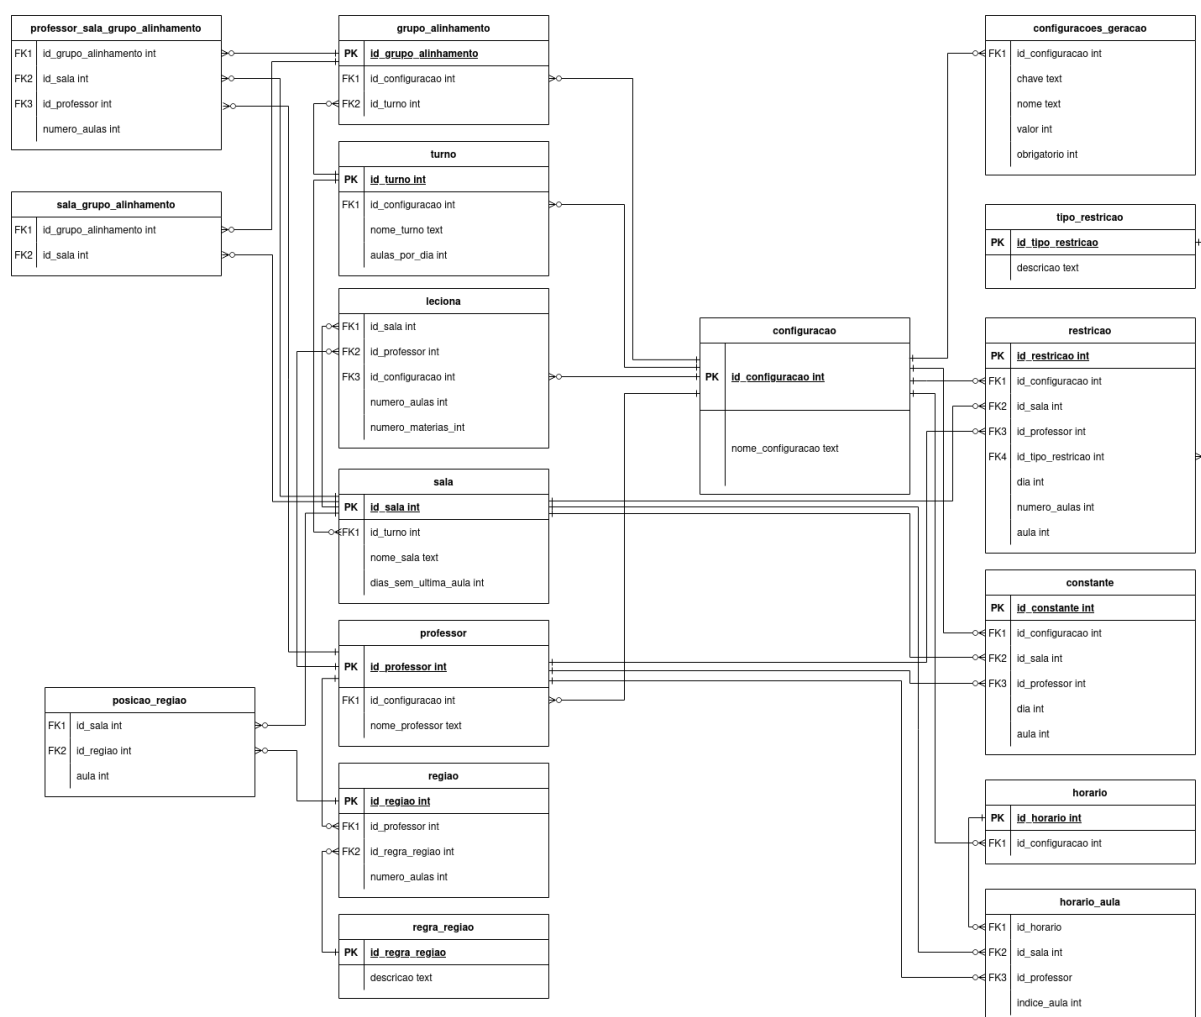 professor_sala_grupo_alinhamento
FK1 id_grupo_alinhamento int
FK2 id_sala int
FK3 id_professor int
numero_aulas int
sala_grupo_alinhamento
FK1 id_grupo_alinhamento int
FK2 id_sala int
posicao_regiao
FK1 id_sala int
FK2 id_regiao int
aula int
grupo_alinhamento
PK id_grupo_alinhamento
FK1 id_configuracao int
FK2 id_turno int
turno
PK id_turno int
FK1 id_configuracao int
nome_turno text
aulas_por_dia int
leciona
FK1 id_sala int
FK2 id_professor int
FK3 id_configuracao int
numero_aulas int
numero_materias_int
sala
PK id_sala int
FK1 id_turno int
nome_sala text
dias_sem_ultima_aula int
professor
PK id_professor int
FK1 id_configuracao int
nome_professor text
regiao
PK id_regiao int
FK1 id_professor int
FK2 id_regra_regiao int
numero_aulas int
regra_regiao
PK id_regra_regiao
descricao text
configuracao
PK id_configuracao int
nome_configuracao text
configuracoes_geração
FK1 id_configuracao int
chave text
nome text
valor int
obrigatorio int
tipo_restricao
PK id_tipo_restricao
descricao text
restricao
PK id_restricao int
FK1 id_configuracao int
FK2 id_sala int
FK3 id_professor int
FK4 id_tipo_restricao int
dia int
numero_aulas int
aula int
constante
PK id_constante int
FK1 id_configuracao int
FK2 id_sala int
FK3 id_professor int
dia int
aula int
horario
PK id_horario int
FK1 id_configuracao int
horario_aula
FK1 id_horario
FK2 id_sala int
FK3 id_professor
indice_aula int